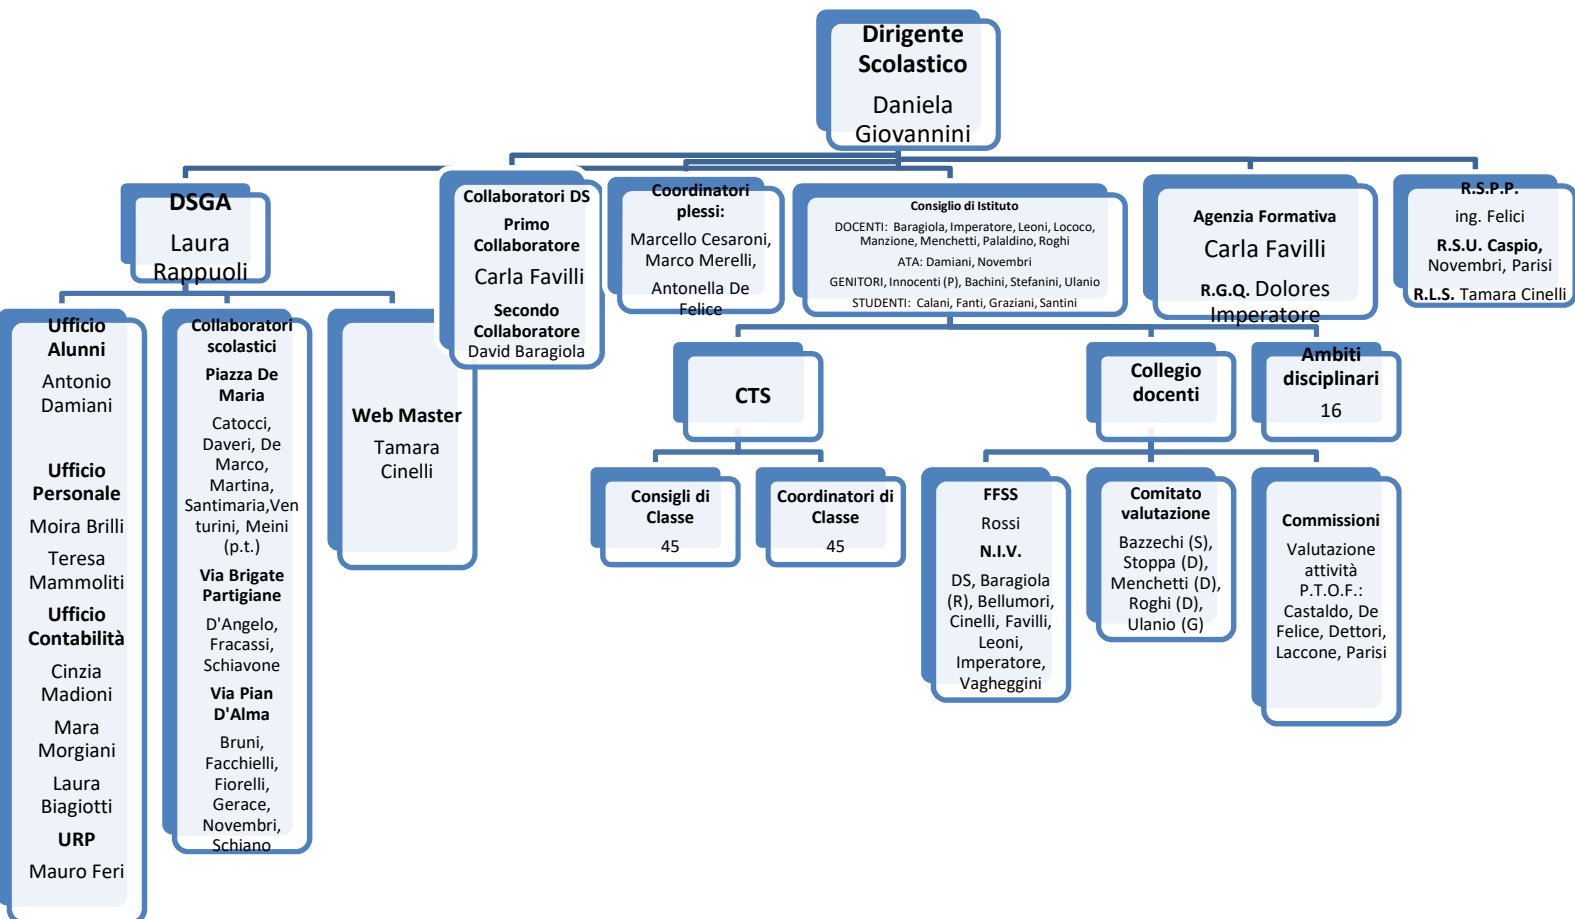 Dirigente
Scolastico
Daniela
Giovannini
DSGA
Laura
Rappuoli
Ufficio
Alunni
Antonio
Damiani
Ufficio
Personale
Moira Brilli
Teresa
Mammoliti
Ufficio
Contabilità
Cinzia
Madioni
Mara
Morgiani
Laura
Biagiotti
URP
Mauro Feri
Collaboratori
scolastici
Piazza De
Maria
Catocci,
Daveri, De
Marco,
Martina,
Santimaria,Ven
turini, Meini
(p.t.)
Via Brigate
Partigiane
D'Angelo,
Fracassi,
Schiavone
Via Pian
D'Alma
Bruni,
Facchielli,
Fiorelli,
Gerace,
Novembri,
Schiano
Web Master
Tamara
Cinelli
Collaboratori DS
Primo
Collaboratore
Carla Favilli
Secondo
Collaboratore
David Baragiola
Coordinatori
plessi:
Marcello Cesaroni,
Marco Merelli,
Antonella De
Felice
Consiglio di Istituto
DOCENTI: Baragiola, Imperatore, Leoni, Lococo,
Manzione, Menchetti, Palaldino, Roghi
ATA: Damiani, Novembri
GENITORI, Innocenti (P), Bachini, Stefanini, Ulanio
STUDENTI: Calani, Fanti, Graziani, Santini
CTS
Consigli di
Classe
45
Coordinatori di
Classe
45
Collegio
docenti
FFSS
Rossi
N.I.V.
DS, Baragiola
(R), Bellumori,
Cinelli, Favilli,
Leoni,
Imperatore,
Vagheggini
Comitato
valutazione
Bazzechi (S),
Stoppa (D),
Menchetti (D),
Roghi (D),
Ulanio (G)
Commissioni
Valutazione
attività
P.T.O.F.:
Castaldo, De
Felice, Dettori,
Laccone, Parisi
Ambiti
disciplinari
16
Agenzia Formativa
Carla Favilli
R.G.Q. Dolores
Imperatore
R.S.P.P.
ing. Felici
R.S.U. Caspio,
Novembri, Parisi
R.L.S. Tamara Cinelli